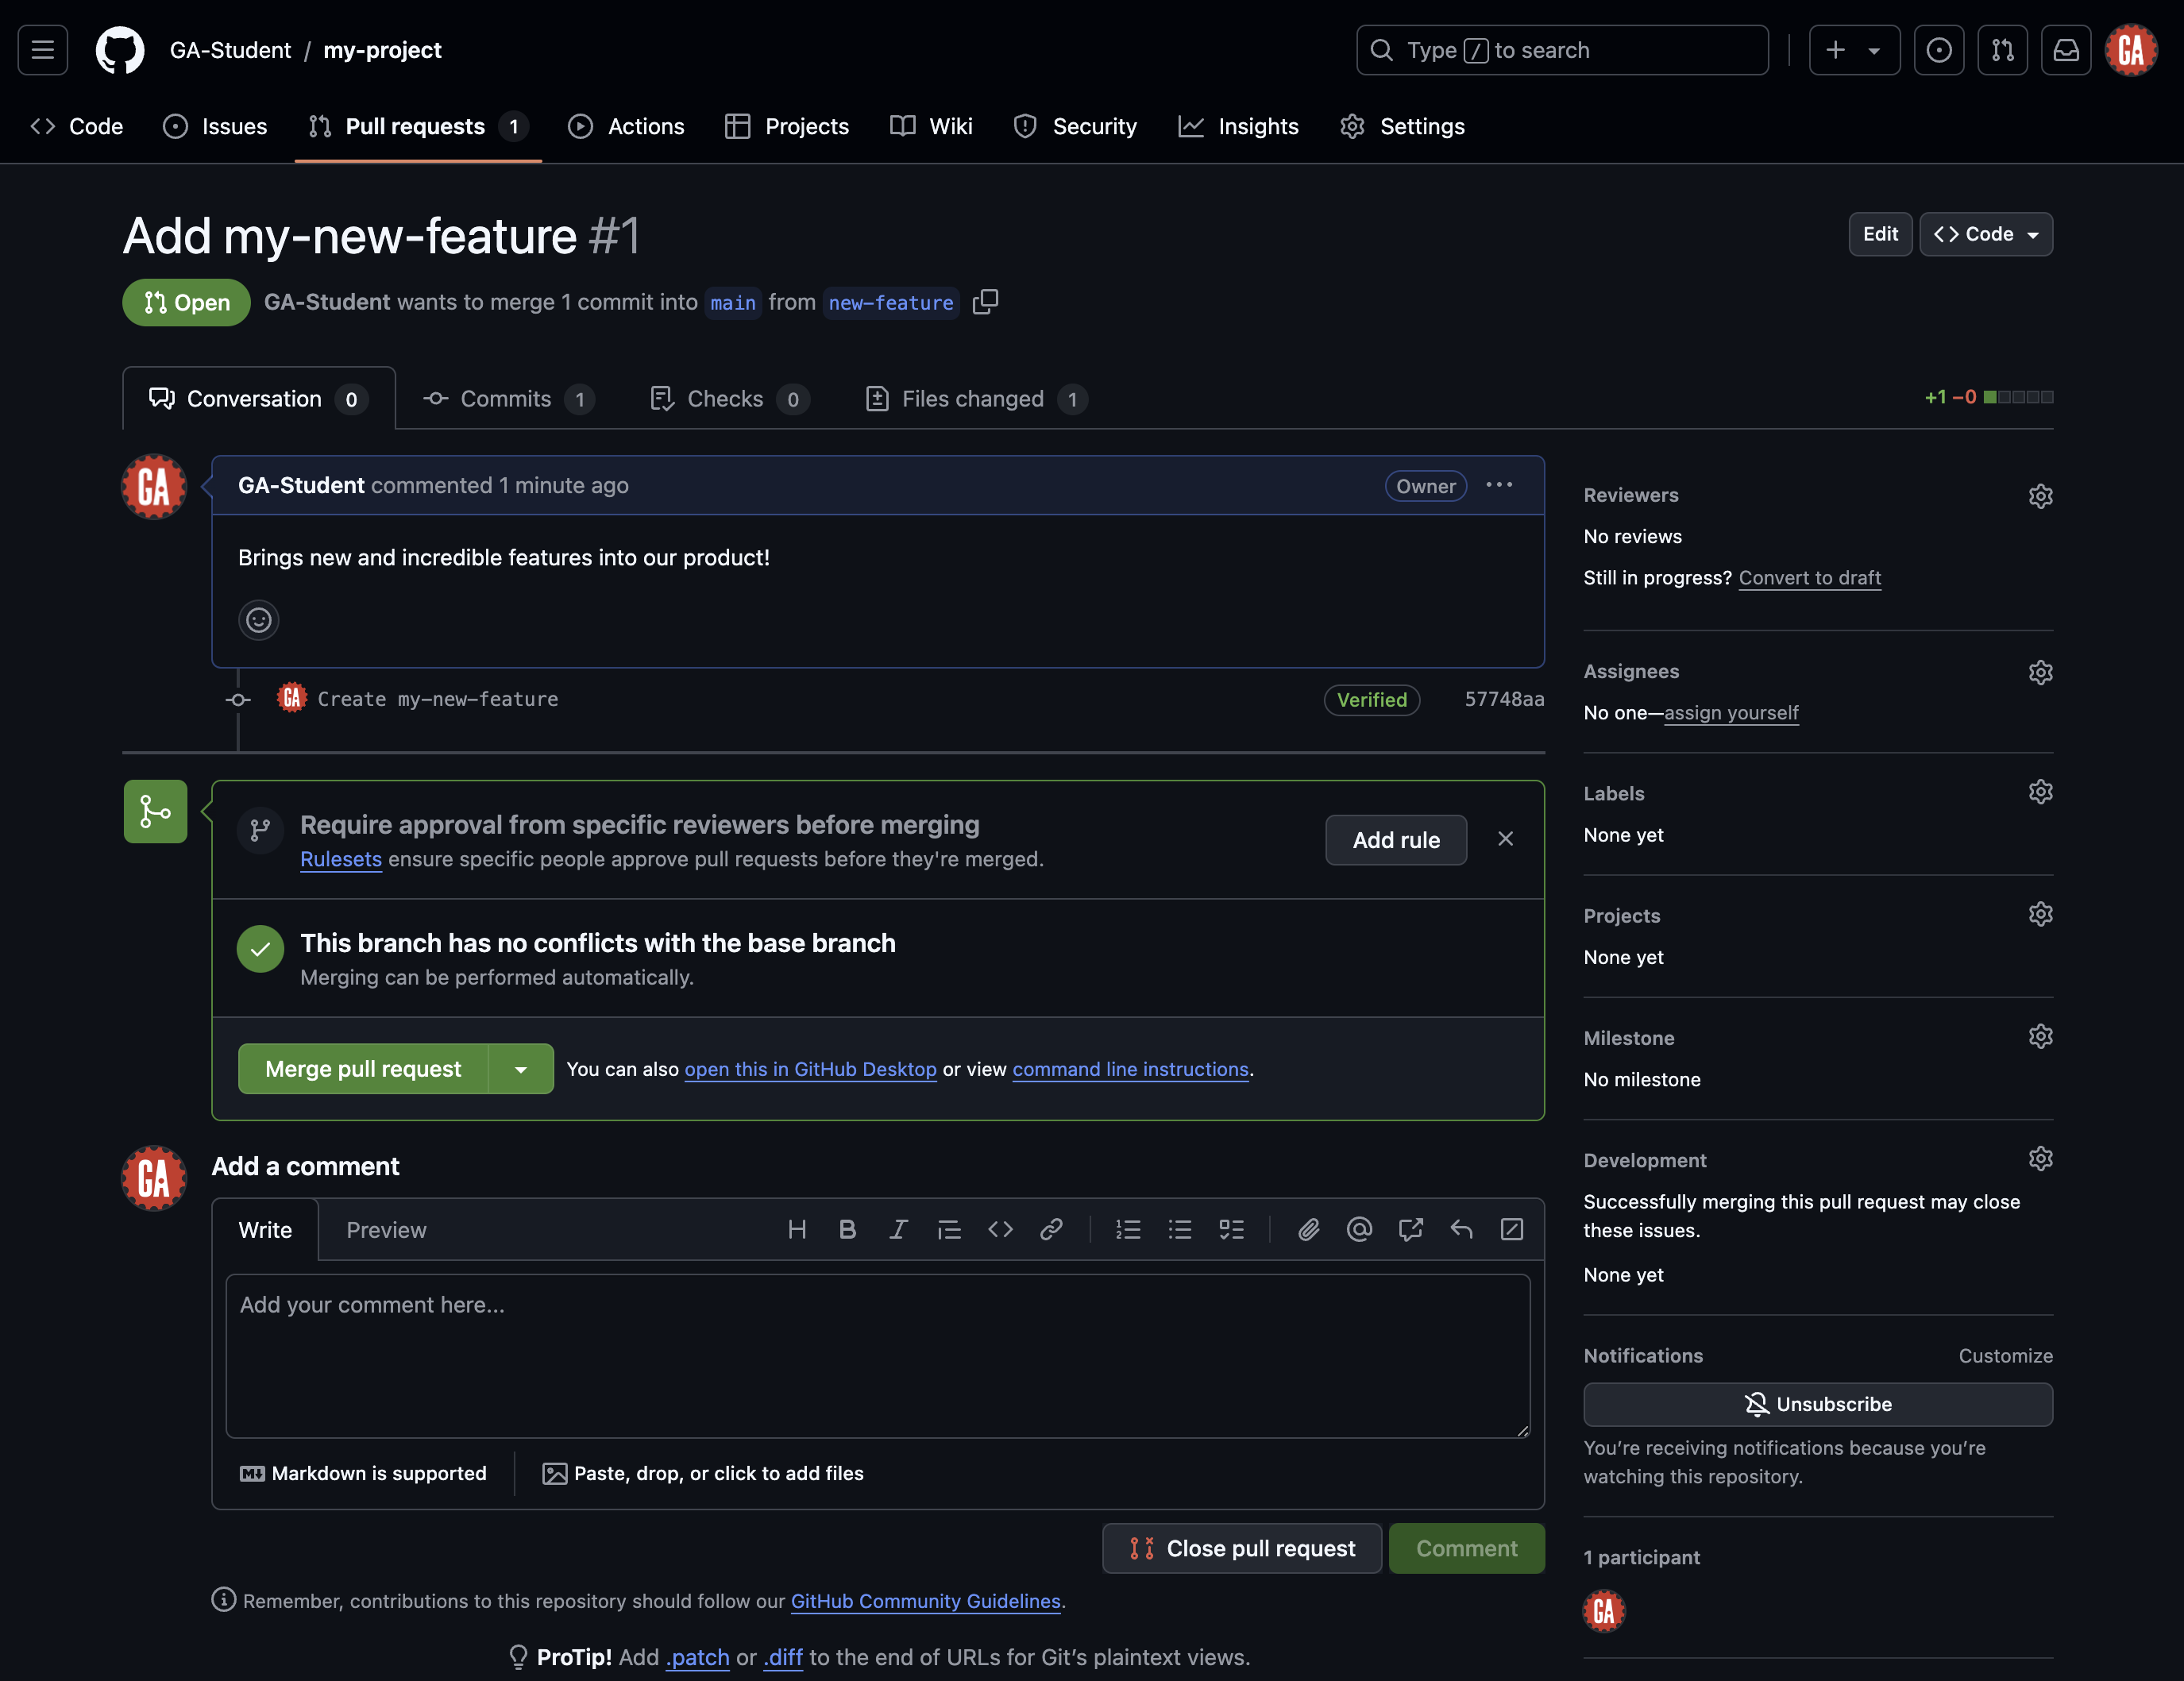 GA-Student / my-project
Type / to search
GA
Code
Issues
Pull requests 1
Actions
Projects
Wiki
Security
Insights
Settings
Add my-new-feature #1
Edit
Code
Open
GA-Student wants to merge 1 commit into main from new-feature
Conversation 0
Commits 1
Checks 0
Files changed 1
+1 −0
GA
GA-Student commented 1 minute ago
Owner
Brings new and incredible features into our product!
GA
Create my-new-feature
Verified
57748aa
Require approval from specific reviewers before merging
Rulesets ensure specific people approve pull requests before they're merged.
Add rule
This branch has no conflicts with the base branch
Merging can be performed automatically.
Merge pull request
You can also open this in GitHub Desktop or view command line instructions.
GA
Add a comment
Write
Preview
Add your comment here...
Markdown is supported
Paste, drop, or click to add files
Close pull request
Comment
Remember, contributions to this repository should follow our GitHub Community Guidelines.
ProTip! Add .patch or .diff to the end of URLs for Git’s plaintext views.
Reviewers
No reviews
Still in progress? Convert to draft
Assignees
No one—assign yourself
Labels
None yet
Projects
None yet
Milestone
No milestone
Development
Successfully merging this pull request may close
these issues.
None yet
Notifications
Customize
Unsubscribe
You’re receiving notifications because you’re
watching this repository.
1 participant
GA